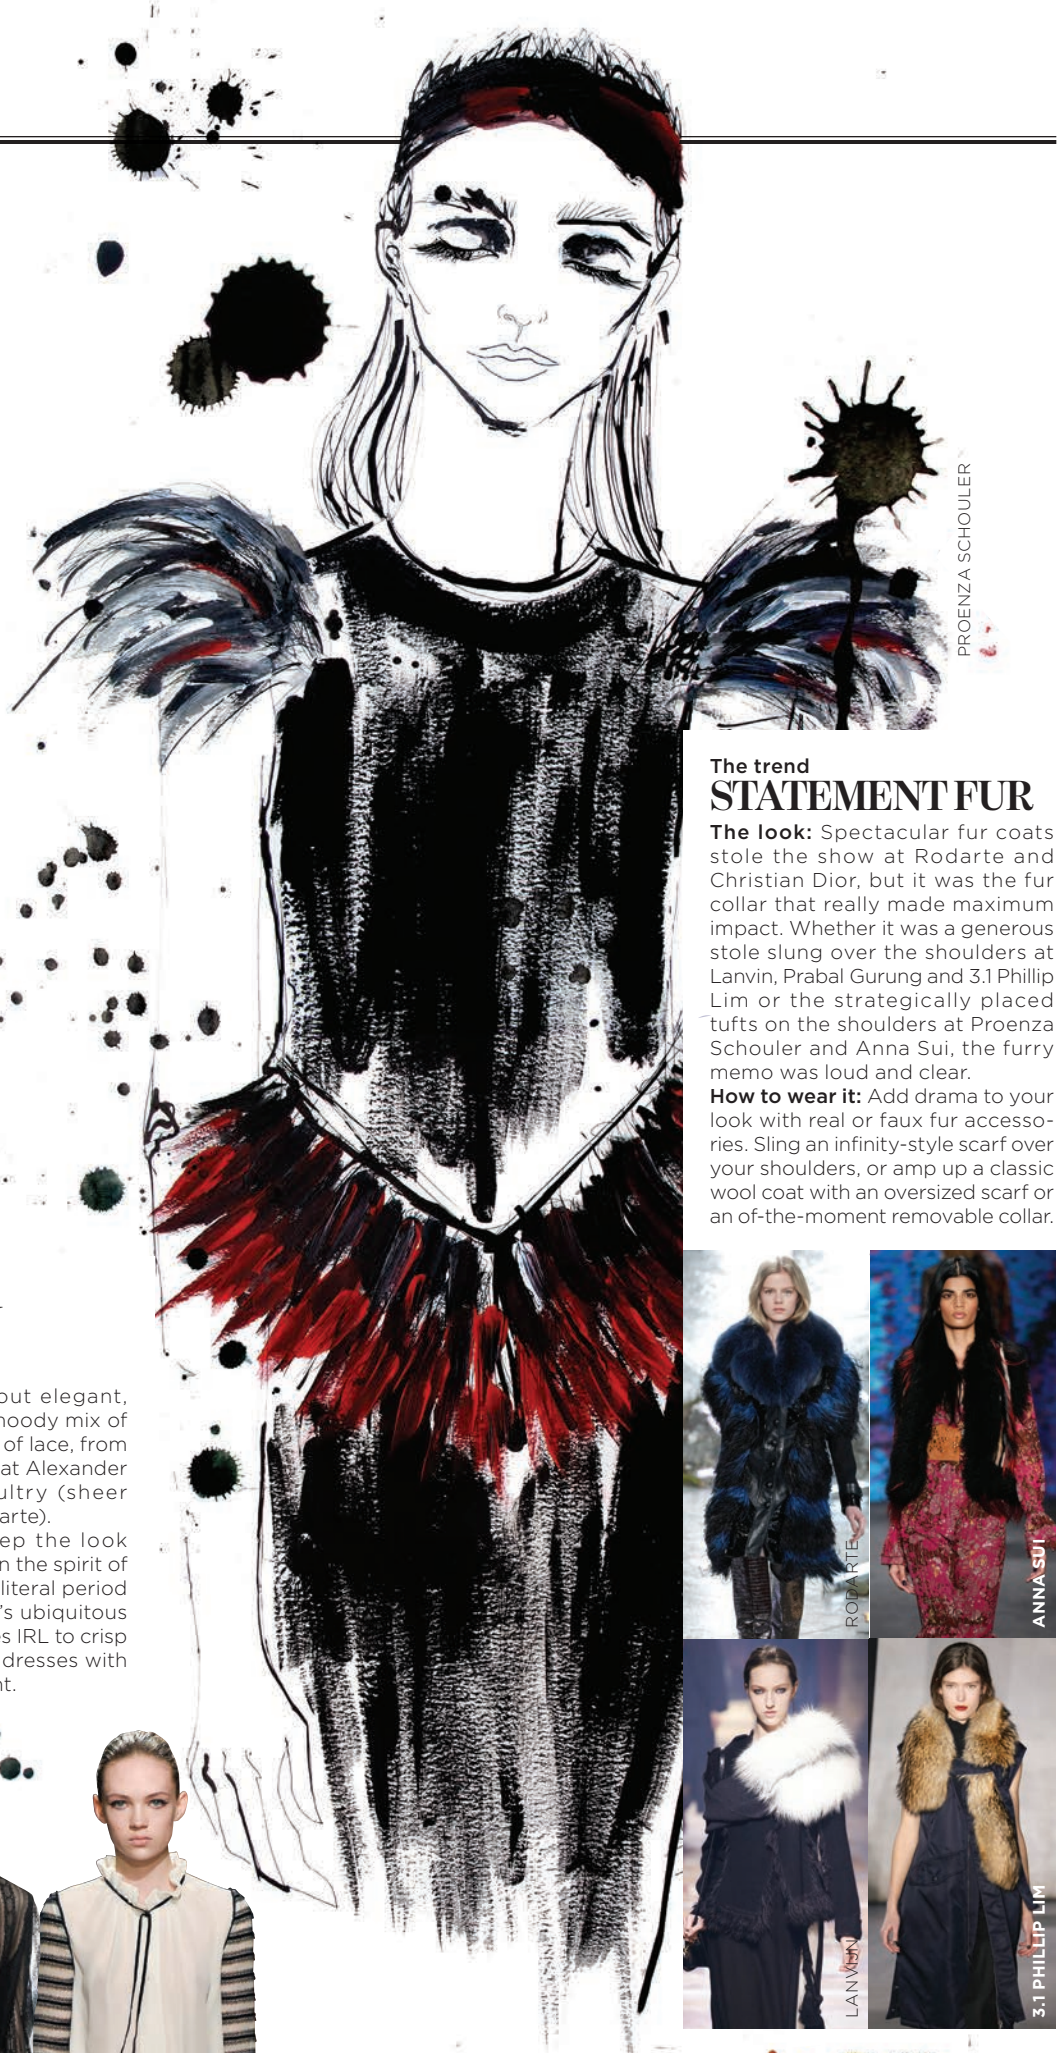 PROENZA SCHOULER
The trend
STATEMENT FUR
The look: Spectacular fur coats
stole the show at Rodarte and
Christian Dior, but it was the fur
collar that really made maximum
impact. Whether it was a generous
stole slung over the shoulders at
Lanvin, Prabal Gurung and 3.1 Phillip
Lim or the strategically placed
tufts on the shoulders at Proenza
Schouler and Anna Sui, the furry
memo was loud and clear.
How to wear it: Add drama to your
look with real or faux fur accesso-
ries. Sling an infinity-style scarf over
your shoulders, or amp up a classic
wool coat with an oversized scarf or
an of-the-moment removable collar.
out elegant,
moody mix of
of lace, from
at Alexander
ultry (sheer
arte).
ep the look
n the spirit of
literal period
's ubiquitous
es IRL to crisp
dresses with
nt.
RODARTE
ANNA SUI
LANVIJN
3.1 PHILLIP LIM